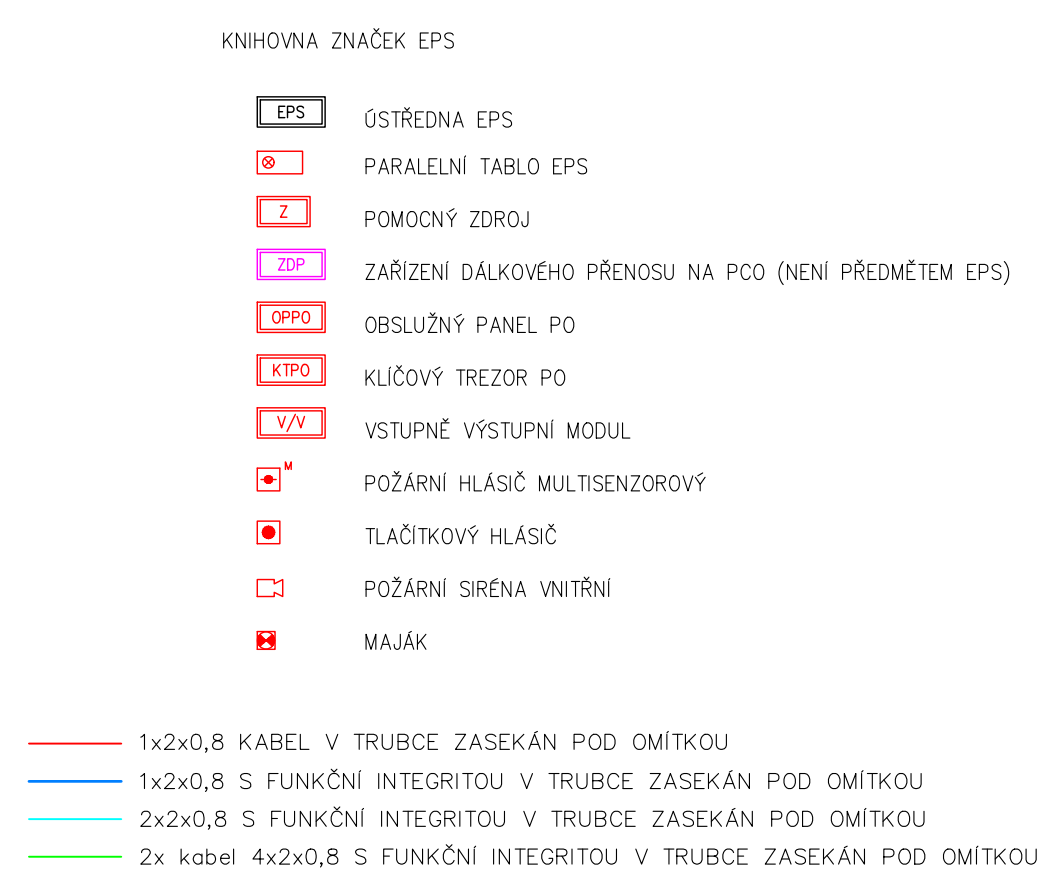 KNIHOVNA ZNAČEK EPS
EPS ÚSTŘEDNA EPS
PARALELNÍ TABLO EPS
Z POMOCNÝ ZDROJ
ZDP ZAŘÍZENÍ DÁLKOVÉHO PŘENOSU NA PCO (NENÍ PŘEDMĚTEM EPS)
OPPO OBSLUŽNÝ PANEL PO
KTPO KLÍČOVÝ TREZOR PO
V/V VSTUPNĚ VÝSTUPNÍ MODUL
M POŽÁRNÍ HLÁSIČ MULTISENZOROVÝ
TLAČÍTKOVÝ HLÁSIČ
POŽÁRNÍ SIRÉNA VNITŘNÍ
MAJÁK
1x2x0,8 KABEL V TRUBCE ZASEKÁN POD OMÍTKOU
1x2x0,8 S FUNKČNÍ INTEGRITOU V TRUBCE ZASEKÁN POD OMÍTKOU
2x2x0,8 S FUNKČNÍ INTEGRITOU V TRUBCE ZASEKÁN POD OMÍTKOU
2x kabel 4x2x0,8 S FUNKČNÍ INTEGRITOU V TRUBCE ZASEKÁN POD OMÍTKOU